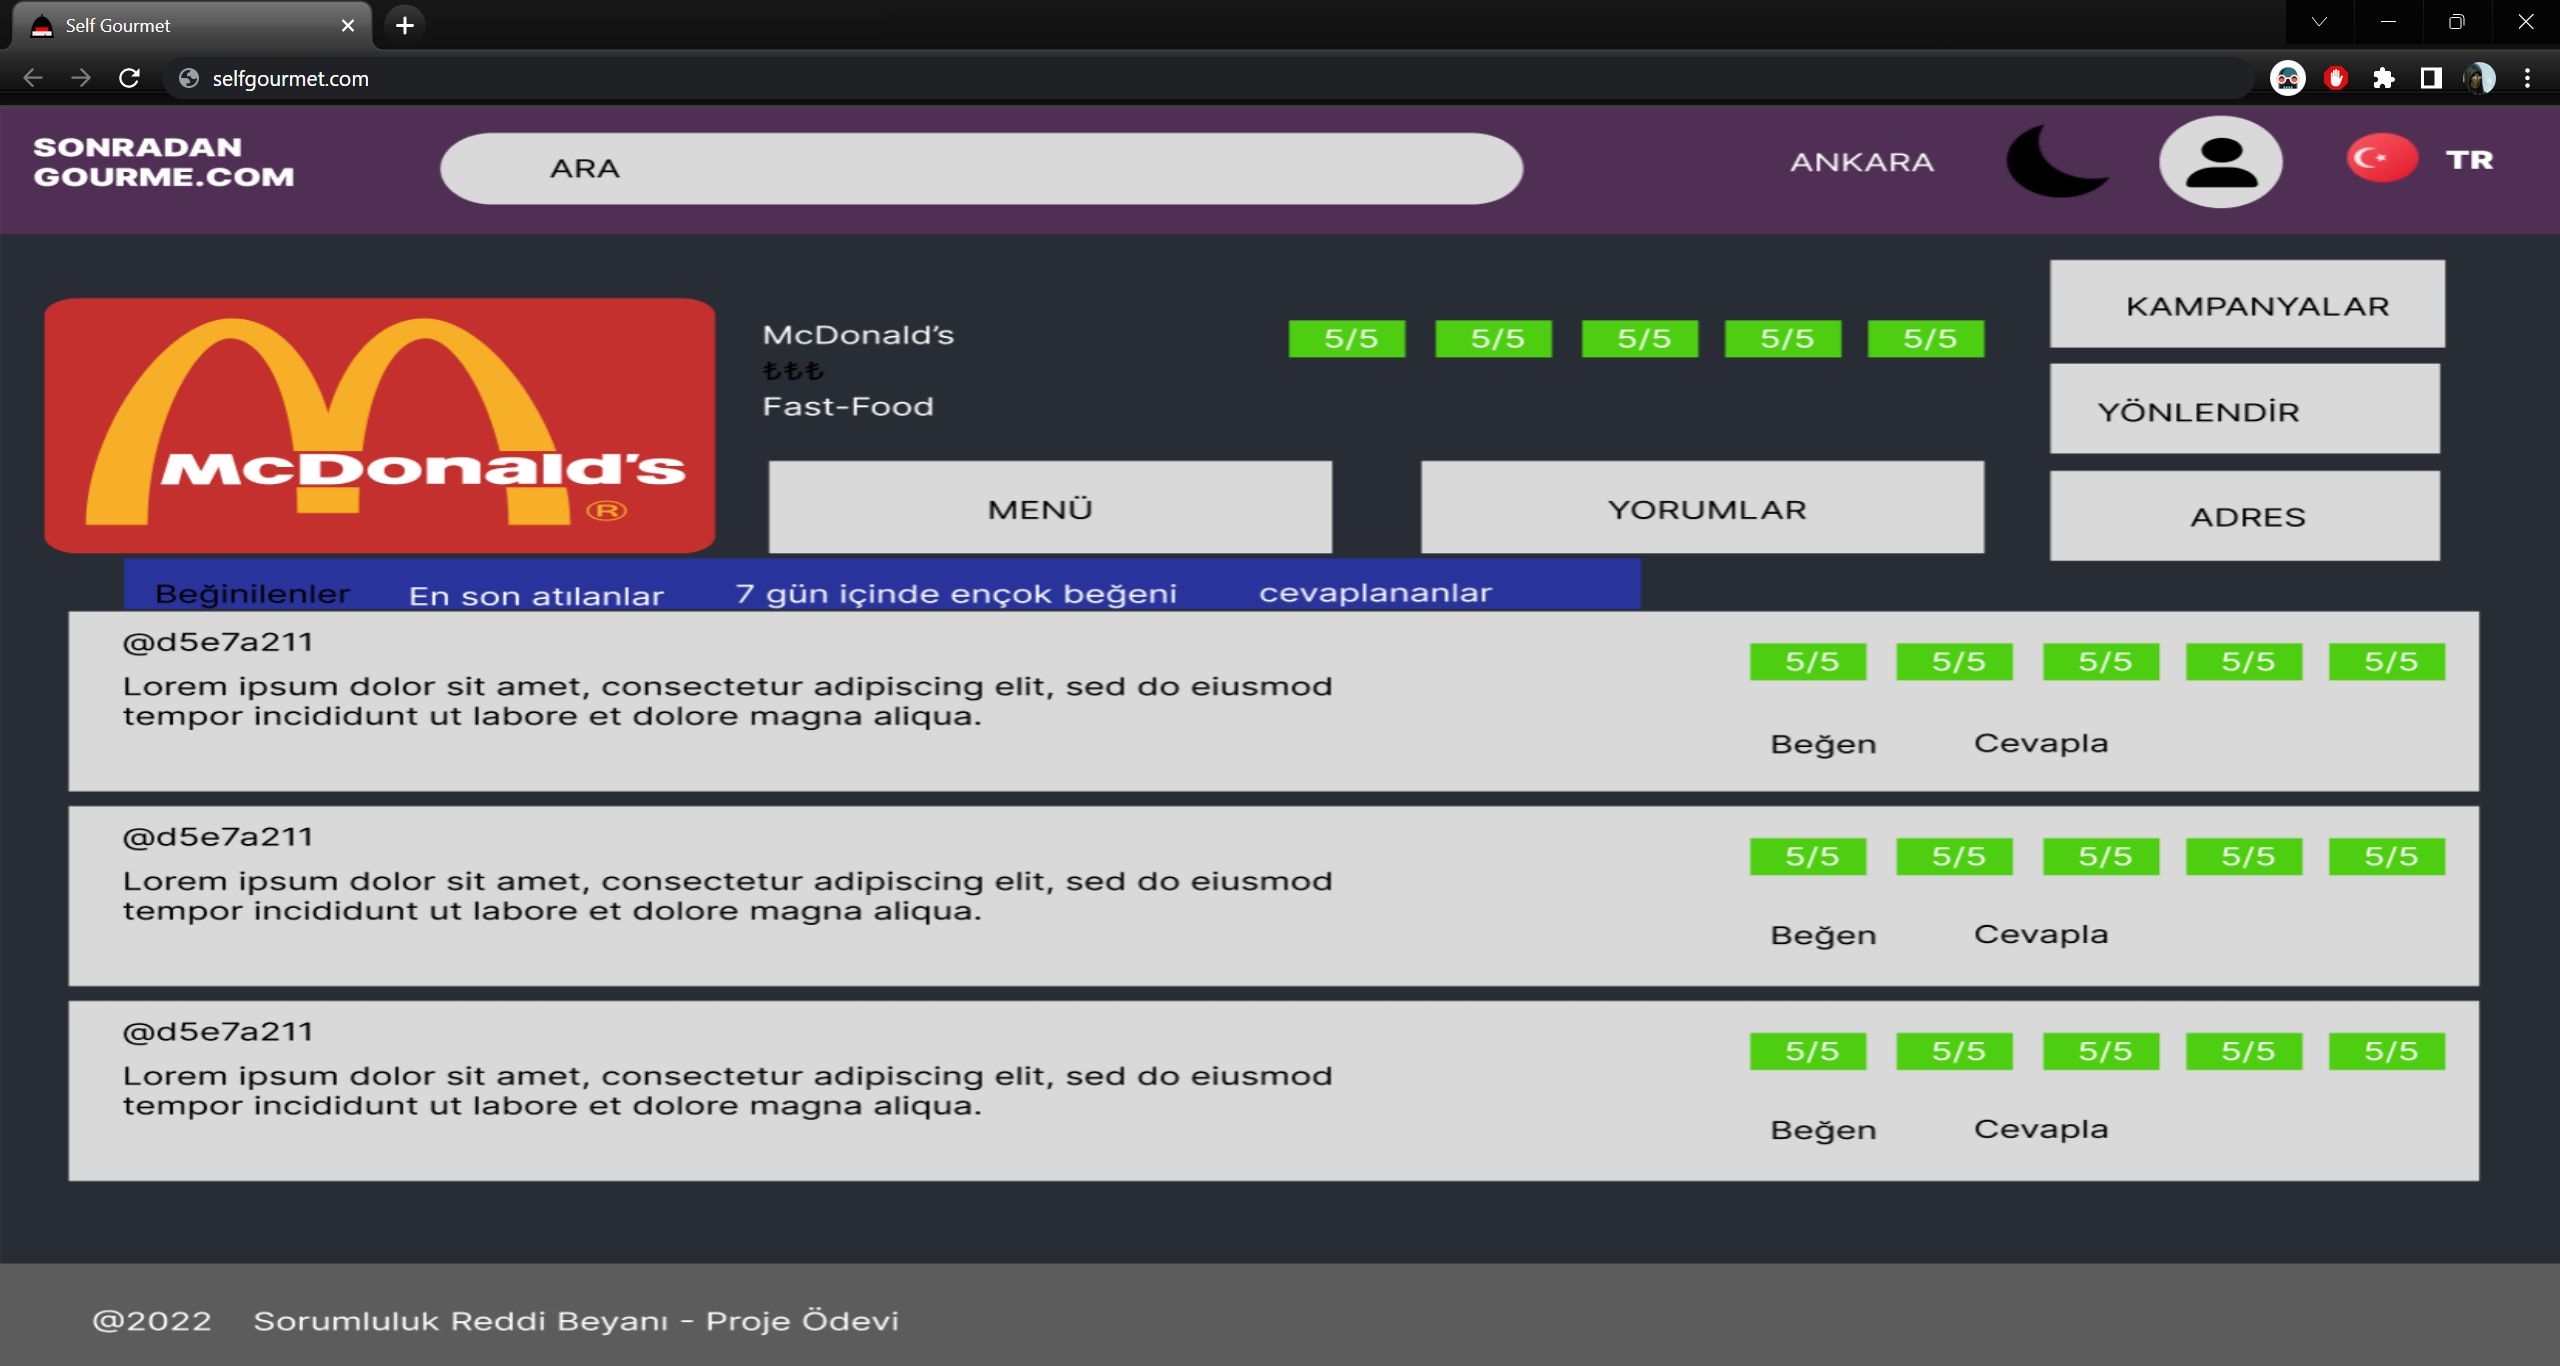 Self Gourmet
selfgourmet.com
SONRADAN
GOURME.COM
ARA
ANKARA
TR
McDonald's
®
McDonald's
₺₺₺
Fast-Food
5/5 5/5 5/5 5/5 5/5
KAMPANYALAR
YÖNLENDİR
ADRES
MENÜ
YORUMLAR
Beğinilenler En son atılanlar 7 gün içinde ençok beğeni cevaplananlar
@d5e7a211
Lorem ipsum dolor sit amet, consectetur adipiscing elit, sed do eiusmod
tempor incididunt ut labore et dolore magna aliqua.
5/5 5/5 5/5 5/5 5/5
Beğen Cevapla
@d5e7a211
Lorem ipsum dolor sit amet, consectetur adipiscing elit, sed do eiusmod
tempor incididunt ut labore et dolore magna aliqua.
5/5 5/5 5/5 5/5 5/5
Beğen Cevapla
@d5e7a211
Lorem ipsum dolor sit amet, consectetur adipiscing elit, sed do eiusmod
tempor incididunt ut labore et dolore magna aliqua.
5/5 5/5 5/5 5/5 5/5
Beğen Cevapla
@2022 Sorumluluk Reddi Beyanı - Proje Ödevi